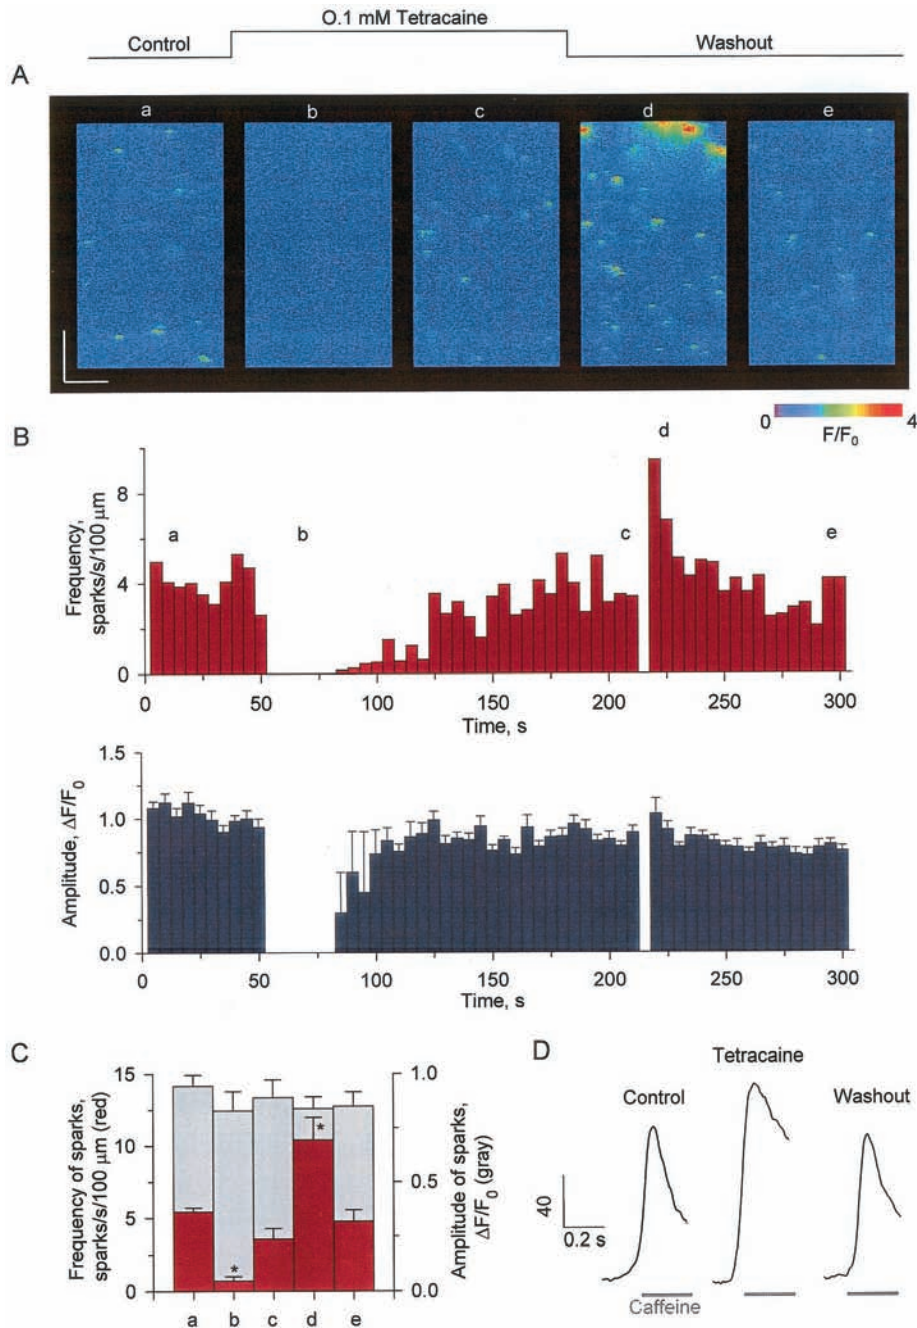 O.1 mM Tetracaine
Control
Washout
A
a b c d e
0 4
F/F0
B
d
a b c e
8
4
0
Frequency,
sparks/s/100 μm
0 50 100 150 200 250 300
Time, s
1.5
1.0
0.5
0.0
Amplitude, ΔF/F0
0 50 100 150 200 250 300
Time, s
C
15
10
5
0
Frequency of sparks,
sparks/s/100 μm (red)
* *
1.0
0.5
0.0
Amplitude of sparks,
ΔF/F0 (gray)
a b c d e
D
Tetracaine
Control
Washout
40
0.2 s
Caffeine